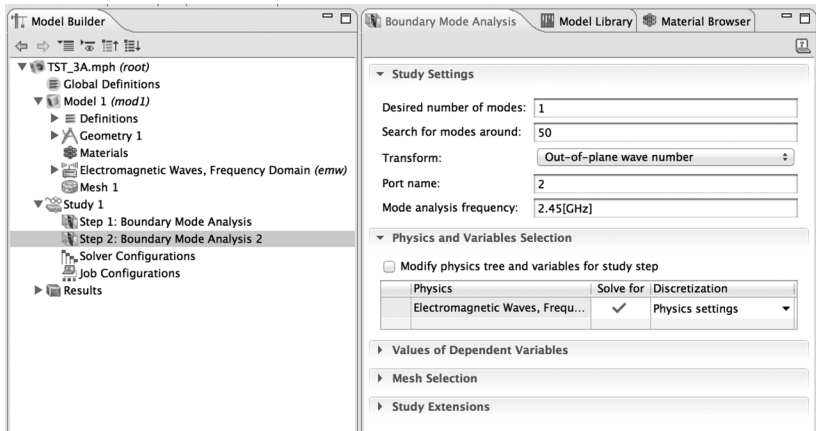 Model Builder
TST_3A.mph (root)
Global Definitions
Model 1 (mod1)
Definitions
Geometry 1
Materials
Electromagnetic Waves, Frequency Domain (emw)
Mesh 1
Study 1
Step 1: Boundary Mode Analysis
Step 2: Boundary Mode Analysis 2
Solver Configurations
Job Configurations
Results
Boundary Mode Analysis Model Library Material Browser
Study Settings
Desired number of modes: 1
Search for modes around: 50
Transform: Out-of-plane wave number
Port name: 2
Mode analysis frequency: 2.45[GHz]
Physics and Variables Selection
Modify physics tree and variables for study step
Physics Solve for Discretization
Electromagnetic Waves, Frequ... Physics settings
Values of Dependent Variables
Mesh Selection
Study Extensions